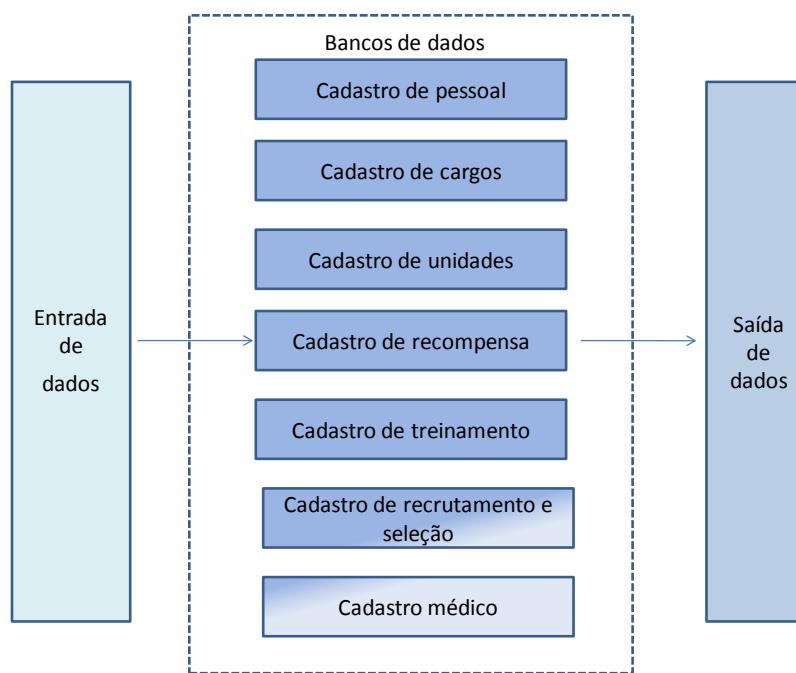 Bancos de dados
Cadastro de pessoal
Cadastro de cargos
Cadastro de unidades
Entrada
de
dados
Cadastro de recompensa
Saída
de
dados
Cadastro de treinamento
Cadastro de recrutamento e
seleção
Cadastro médico